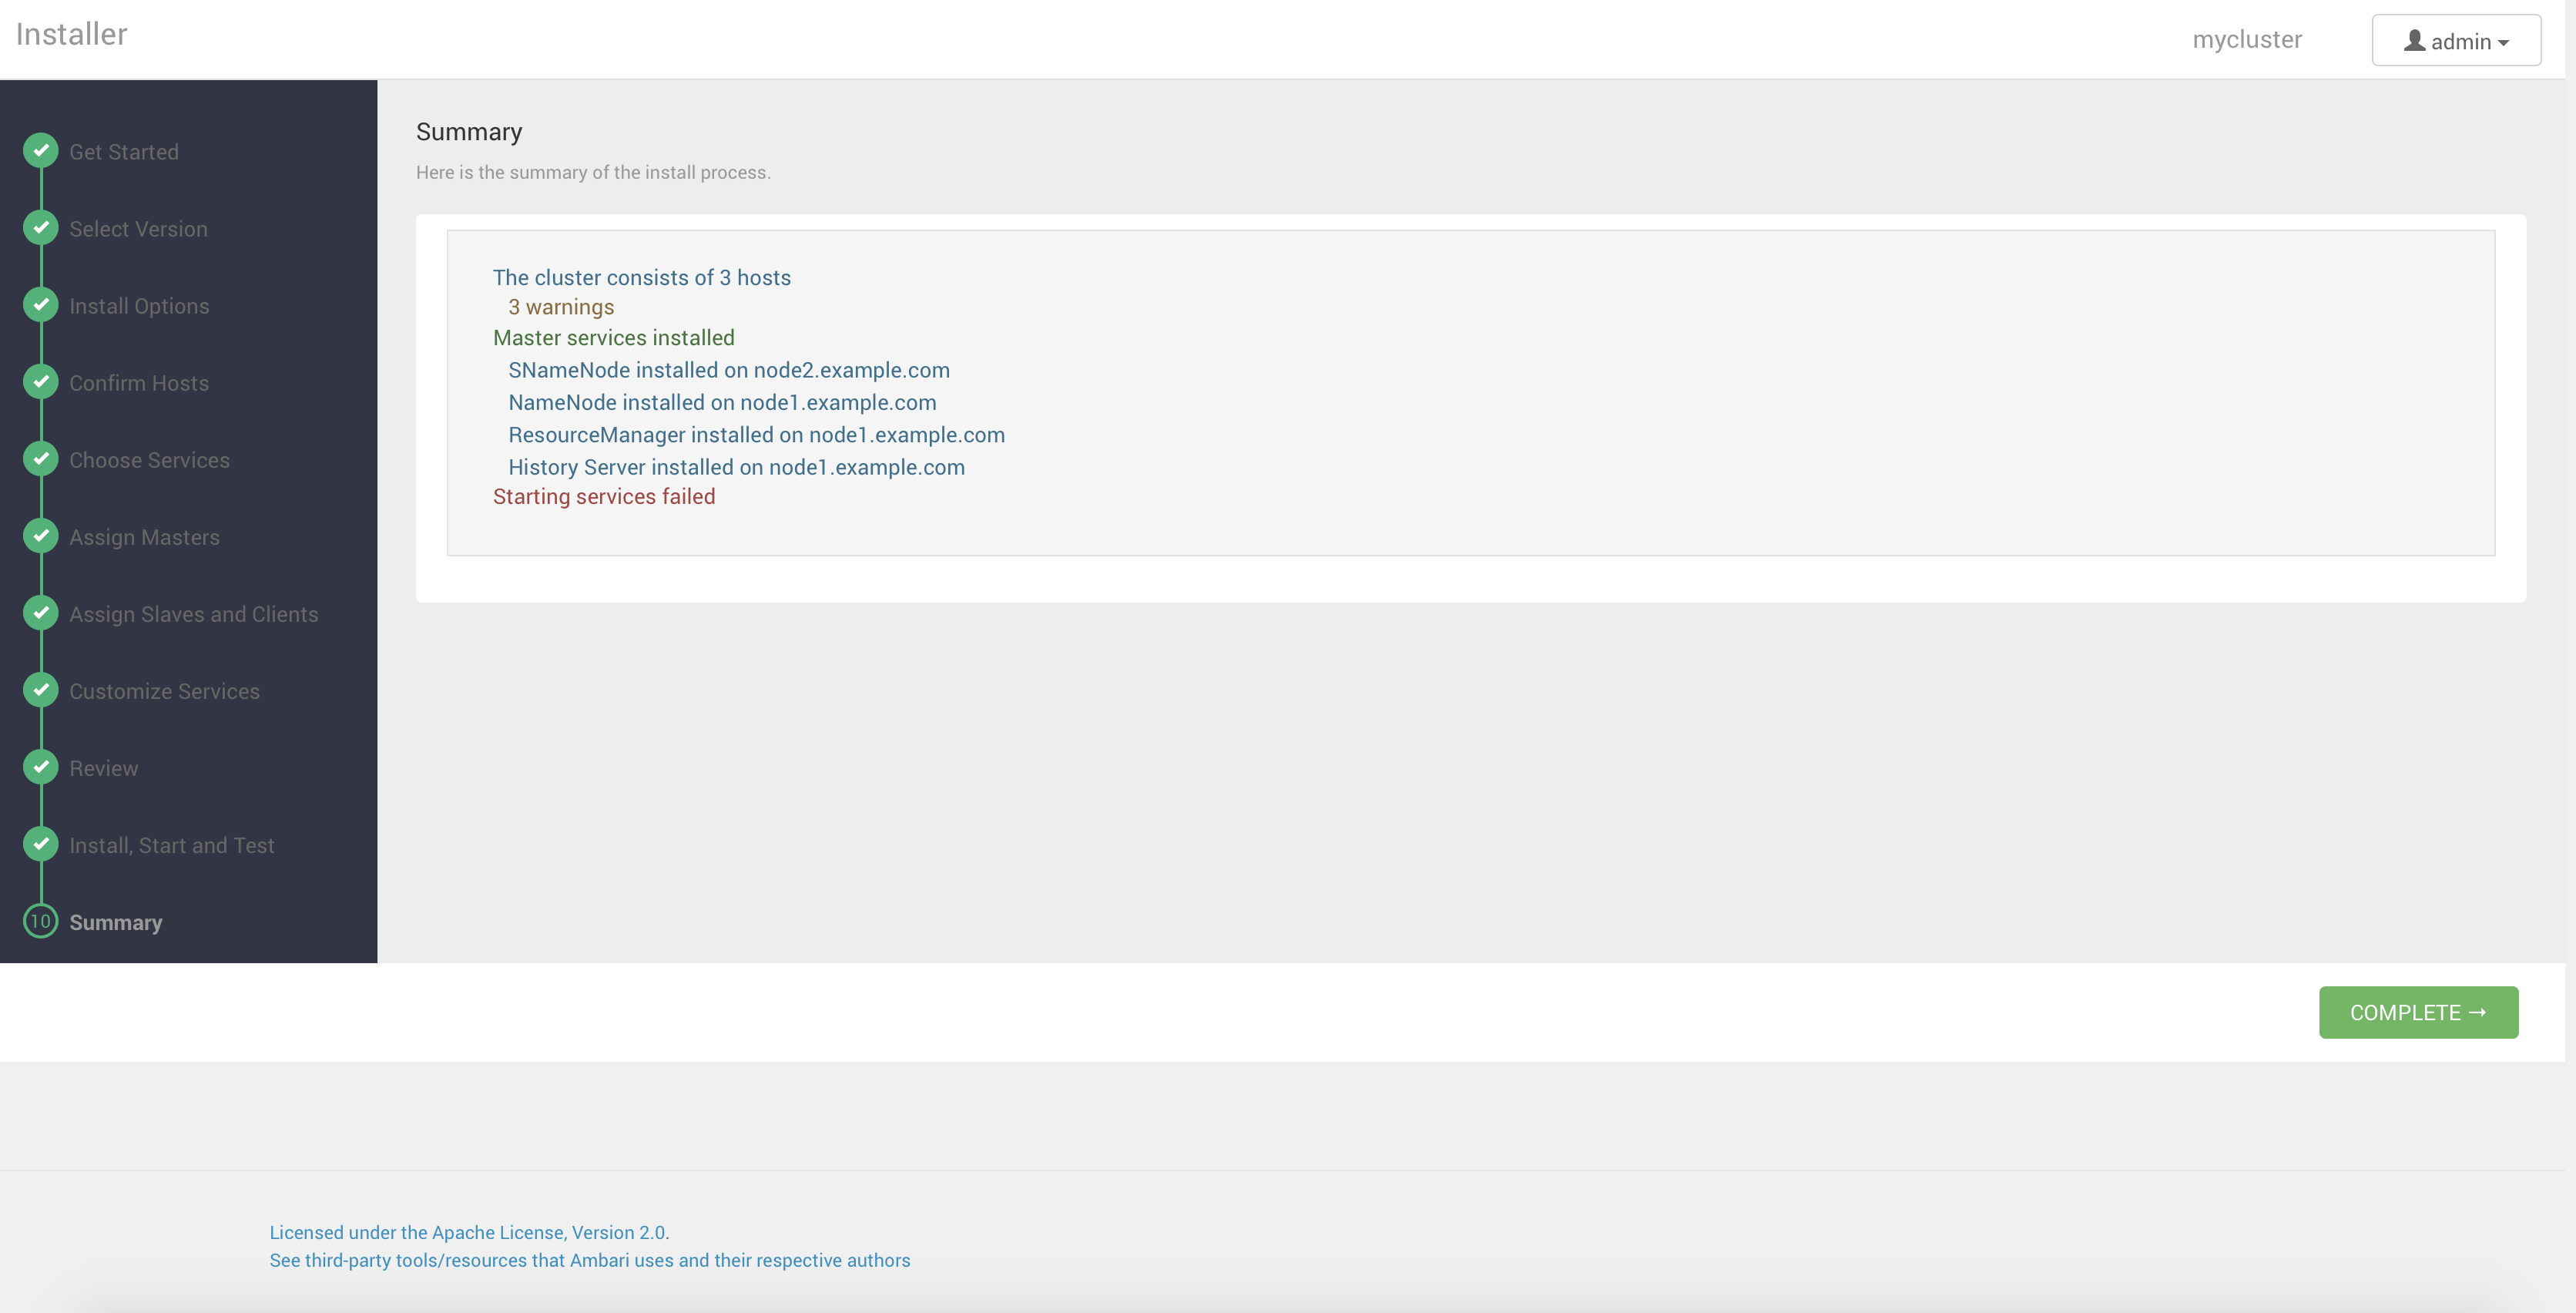 Installer
mycluster
admin
Get Started
Select Version
Install Options
Confirm Hosts
Choose Services
Assign Masters
Assign Slaves and Clients
Customize Services
Review
Install, Start and Test
10 Summary
Summary
Here is the summary of the install process.
The cluster consists of 3 hosts
3 warnings
Master services installed
SNameNode installed on node2.example.com
NameNode installed on node1.example.com
ResourceManager installed on node1.example.com
History Server installed on node1.example.com
Starting services failed
COMPLETE →
Licensed under the Apache License, Version 2.0.
See third-party tools/resources that Ambari uses and their respective authors